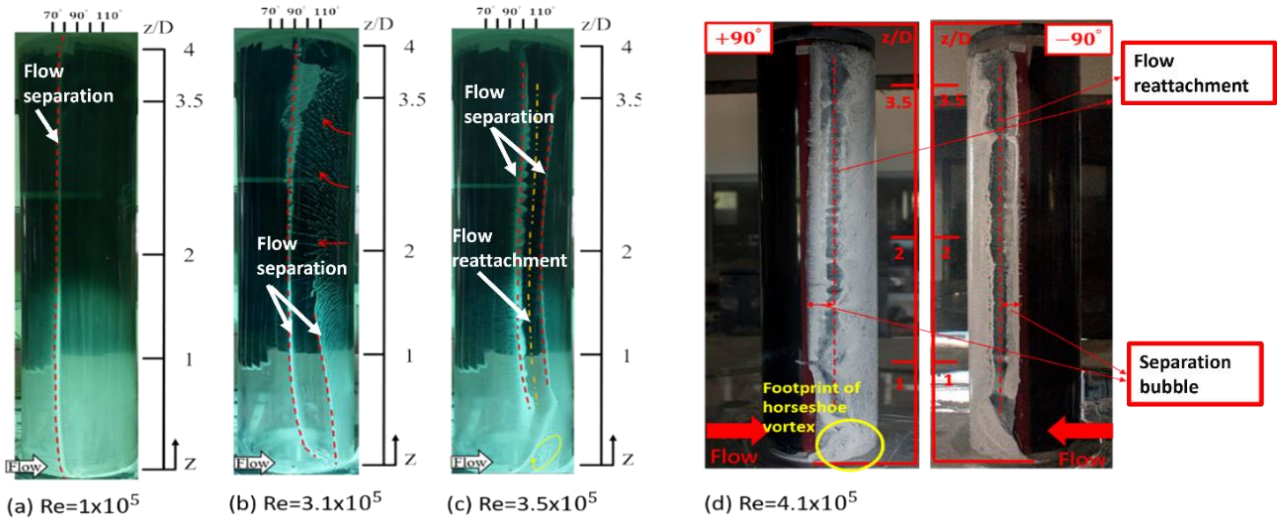 70° 90° 110°
z/D
4
3.5
2
1
z
Flow
separation
Flow
(a) Re=1x10⁵
70° 90° 110°
z/D
4
3.5
2
1
z
Flow
separation
Flow
(b) Re=3.1x10⁵
70° 90° 110°
z/D
4
3.5
2
1
z
Flow
separation
Flow
reattachment
Flow
(c) Re=3.5x10⁵
+90°
z/D
3.5
2
1
Footprint of
horseshoe
vortex
Flow
z/D
−90°
3.5
2
1
Flow
Flow
reattachment
Separation
bubble
(d) Re=4.1x10⁵